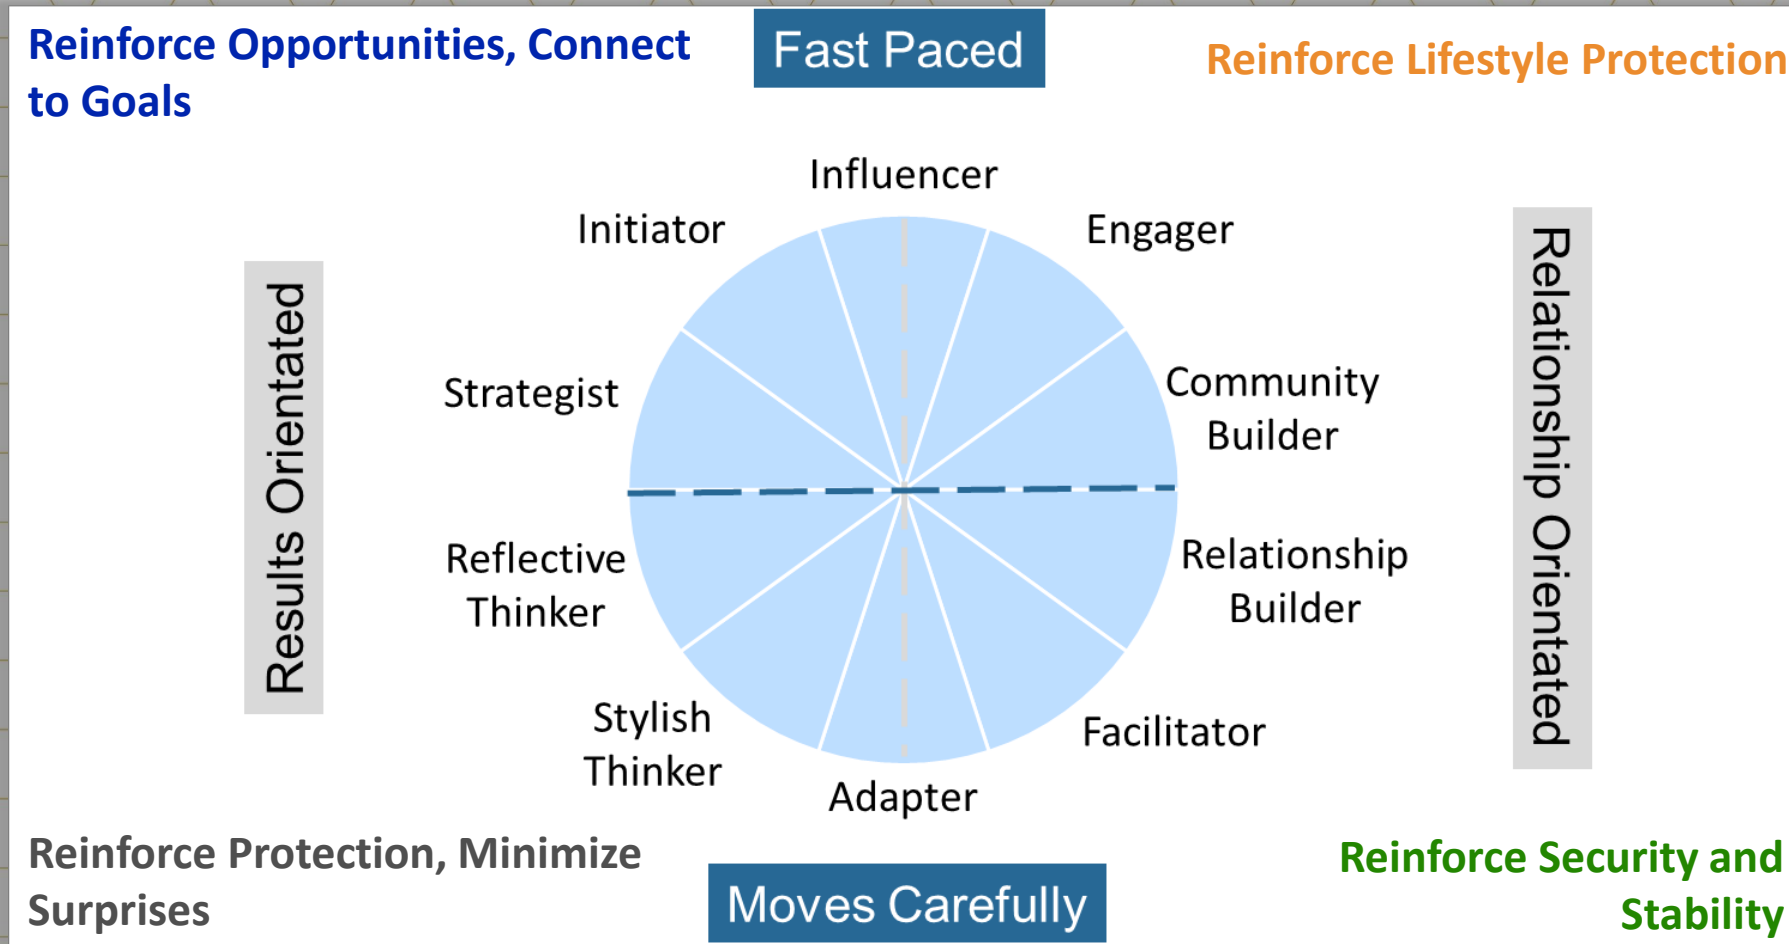 Reinforce Opportunities, Connect
to Goals
Fast Paced
Reinforce Lifestyle Protection
Influencer
Initiator
Engager
Results Orientated
Relationship Orientated
Strategist
Community
Builder
Reflective
Thinker
Relationship
Builder
Stylish
Thinker
Facilitator
Adapter
Reinforce Protection, Minimize
Surprises
Moves Carefully
Reinforce Security and
Stability